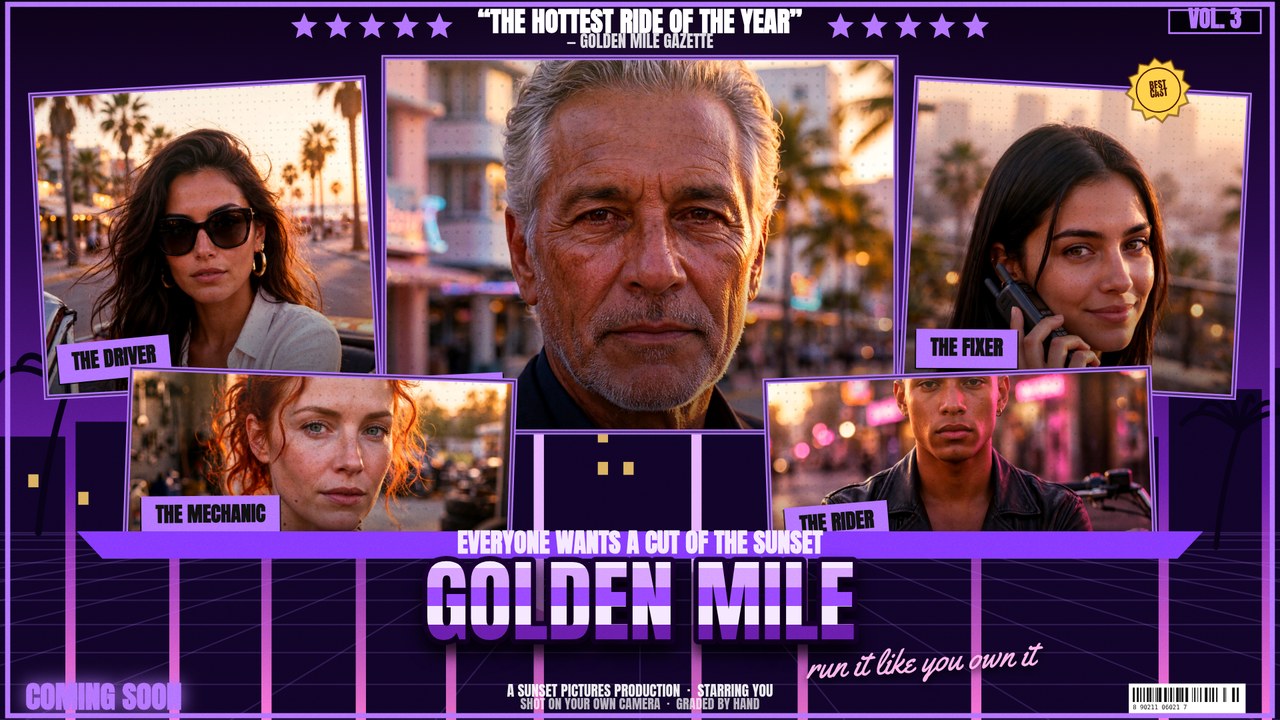 “THE HOTTEST RIDE OF THE YEAR”
– GOLDEN MILE GAZETTE
VOL. 3
BEST
CAST
THE DRIVER
THE FIXER
THE MECHANIC
THE RIDER
EVERYONE WANTS A CUT OF THE SUNSET
GOLDEN MILE
run it like you own it
COMING SOON
A SUNSET PICTURES PRODUCTION · STARRING YOU
SHOT ON YOUR OWN CAMERA · GRADED BY HAND
8 90211 06021 7